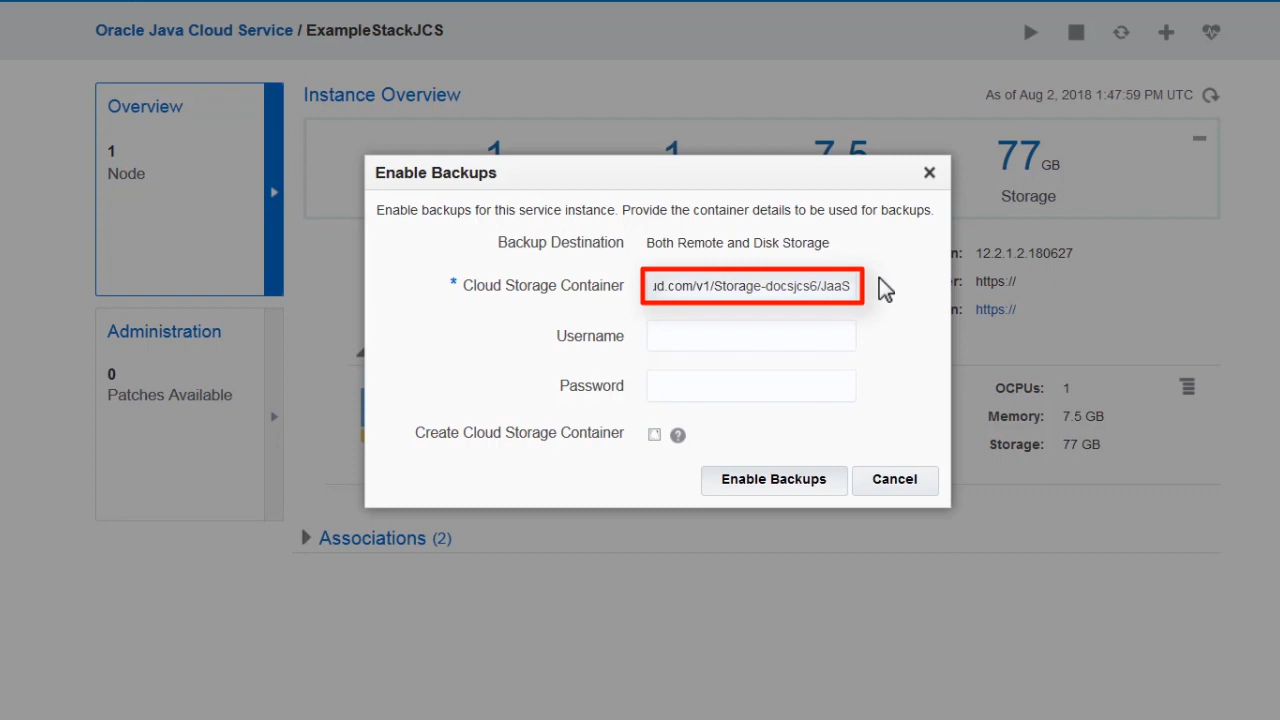 Oracle Java Cloud Service / ExampleStackJCS
Overview
1
Node
Administration
0
Patches Available
Instance Overview
As of Aug 2, 2018 1:47:59 PM UTC
1 1 7.5 77 GB
Storage
Enable Backups
Enable backups for this service instance. Provide the container details to be used for backups.
Backup Destination Both Remote and Disk Storage
* Cloud Storage Container ud.com/v1/Storage-docsjcs6/JaaS
Username
Password
Create Cloud Storage Container ?
Enable Backups Cancel
n: 12.2.1.2.180627
r: https://
n: https://
OCPUs: 1
Memory: 7.5 GB
Storage: 77 GB
Associations (2)